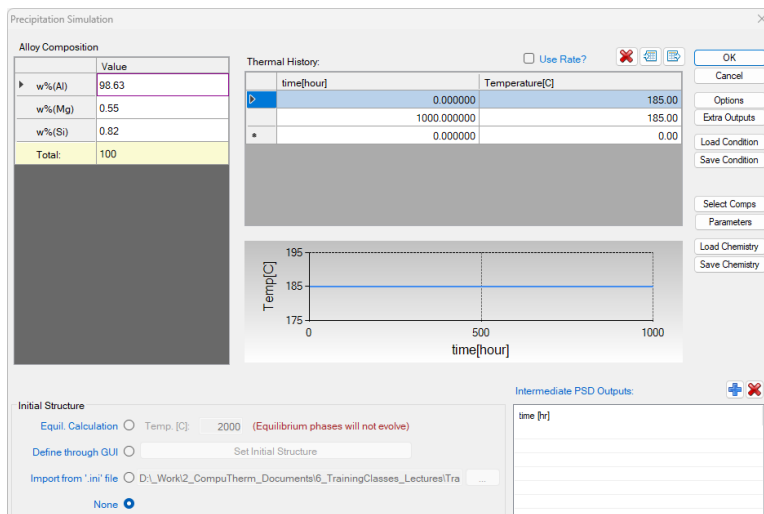 Precipitation Simulation
Alloy Composition
Value
w%(Al) 98.63
w%(Mg) 0.55
w%(Si) 0.82
Total: 100
Thermal History:
Use Rate?
time[hour] Temperature[C]
0.000000 185.00
1000.000000 185.00
0.000000 0.00
OK
Cancel
Options
Extra Outputs
Load Condition
Save Condition
Select Comps
Parameters
Load Chemistry
Save Chemistry
Temp[C]
195
185
175
0 500 1000
time[hour]
Initial Structure
Equil. Calculation Temp. [C]: 2000 (Equilibrium phases will not evolve)
Define through GUI Set Initial Structure
Import from '.ini' file D:\_Work\2_CompuTherm_Documents\6_TrainingClasses_Lectures\Tra ...
None
Intermediate PSD Outputs:
time [hr]